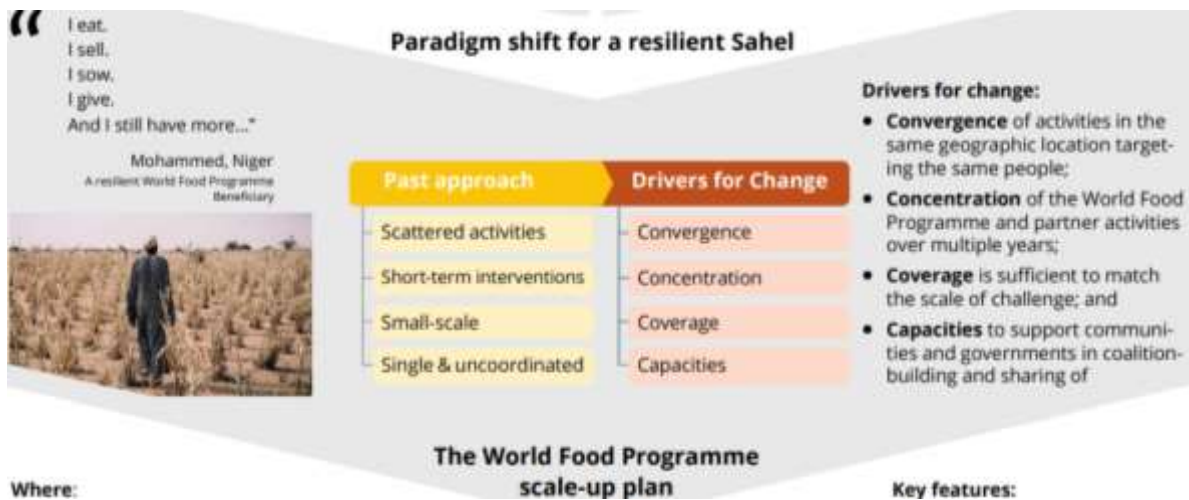 “
I eat.
I sell.
I sow.
I give.
And I still have more..."
Mohammed, Niger
A resilient World Food Programme
Beneficiary
Paradigm shift for a resilient Sahel
Past approach
Scattered activities
Short-term interventions
Small-scale
Single & uncoordinated
Drivers for Change
Convergence
Concentration
Coverage
Capacities
Drivers for change:
• Convergence of activities in the
same geographic location target-
ing the same people;
• Concentration of the World Food
Programme and partner activities
over multiple years;
• Coverage is sufficient to match
the scale of challenge; and
• Capacities to support communi-
ties and governments in coalition-
building and sharing of
The World Food Programme
scale-up plan
Where:
Key features: